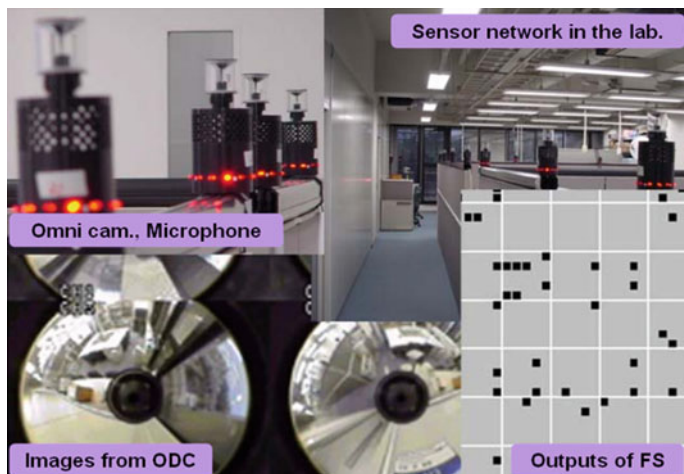 Sensor network in the lab.
Omni cam., Microphone
Images from ODC
Outputs of FS